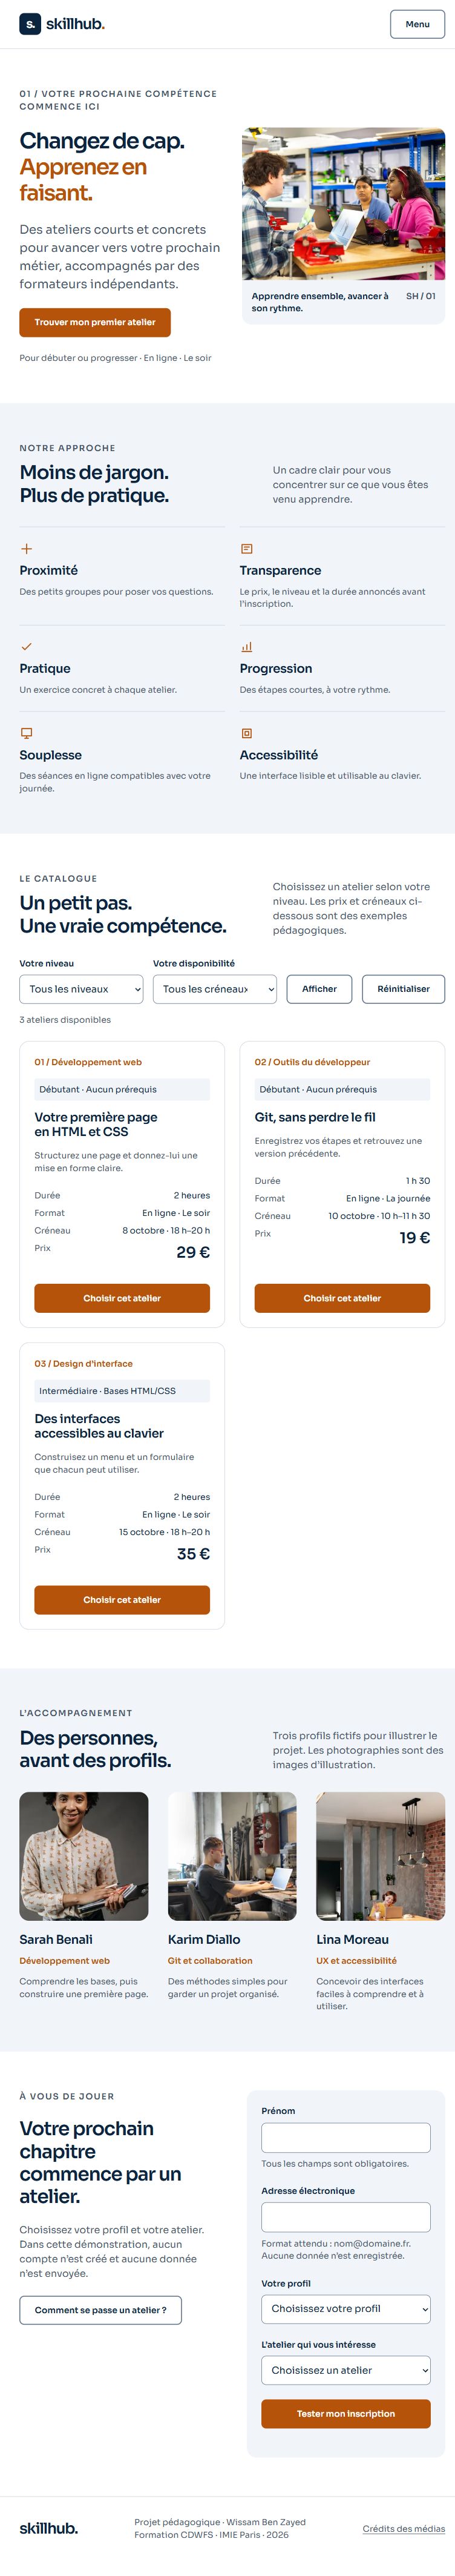 s. skillhub.
Menu
01 / VOTRE PROCHAINE COMPÉTENCE
COMMENCE ICI
Changez de cap.
Apprenez en
faisant.
Des ateliers courts et concrets
pour avancer vers votre prochain
métier, accompagnés par des
formateurs indépendants.
Trouver mon premier atelier
Pour débuter ou progresser · En ligne · Le soir
Apprendre ensemble, avancer à
son rythme.
SH / 01
NOTRE APPROCHE
Moins de jargon.
Plus de pratique.
Un cadre clair pour vous
concentrer sur ce que vous êtes
venu apprendre.
Proximité
Des petits groupes pour poser vos questions.
Transparence
Le prix, le niveau et la durée annoncés avant
l'inscription.
Pratique
Un exercice concret à chaque atelier.
Progression
Des étapes courtes, à votre rythme.
Souplesse
Des séances en ligne compatibles avec votre
journée.
Accessibilité
Une interface lisible et utilisable au clavier.
LE CATALOGUE
Un petit pas.
Une vraie compétence.
Choisissez un atelier selon votre
niveau. Les prix et créneaux ci-
dessous sont des exemples
pédagogiques.
Votre niveau
Tous les niveaux
Votre disponibilité
Tous les créneaux
Afficher
Réinitialiser
3 ateliers disponibles
01 / Développement web
Débutant · Aucun prérequis
Votre première page
en HTML et CSS
Structurez une page et donnez-lui une
mise en forme claire.
Durée 2 heures
Format En ligne · Le soir
Créneau 8 octobre · 18 h–20 h
Prix 29 €
Choisir cet atelier
02 / Outils du développeur
Débutant · Aucun prérequis
Git, sans perdre le fil
Enregistrez vos étapes et retrouvez une
version précédente.
Durée 1 h 30
Format En ligne · La journée
Créneau 10 octobre · 10 h–11 h 30
Prix 19 €
Choisir cet atelier
03 / Design d'interface
Intermédiaire · Bases HTML/CSS
Des interfaces
accessibles au clavier
Construisez un menu et un formulaire
que chacun peut utiliser.
Durée 2 heures
Format En ligne · Le soir
Créneau 15 octobre · 18 h–20 h
Prix 35 €
Choisir cet atelier
L'ACCOMPAGNEMENT
Des personnes,
avant des profils.
Trois profils fictifs pour illustrer le
projet. Les photographies sont des
images d'illustration.
Sarah Benali
Développement web
Comprendre les bases, puis
construire une première page.
Karim Diallo
Git et collaboration
Des méthodes simples pour
garder un projet organisé.
Lina Moreau
UX et accessibilité
Concevoir des interfaces
faciles à comprendre et à
utiliser.
À VOUS DE JOUER
Votre prochain
chapitre
commence par un
atelier.
Choisissez votre profil et votre atelier.
Dans cette démonstration, aucun
compte n'est créé et aucune donnée
n'est envoyée.
Comment se passe un atelier ?
Prénom
Tous les champs sont obligatoires.
Adresse électronique
Format attendu : nom@domaine.fr.
Aucune donnée n'est enregistrée.
Votre profil
Choisissez votre profil
L'atelier qui vous intéresse
Choisissez un atelier
Tester mon inscription
skillhub.
Projet pédagogique · Wissam Ben Zayed
Formation CDWFS · IMIE Paris · 2026
Crédits des médias